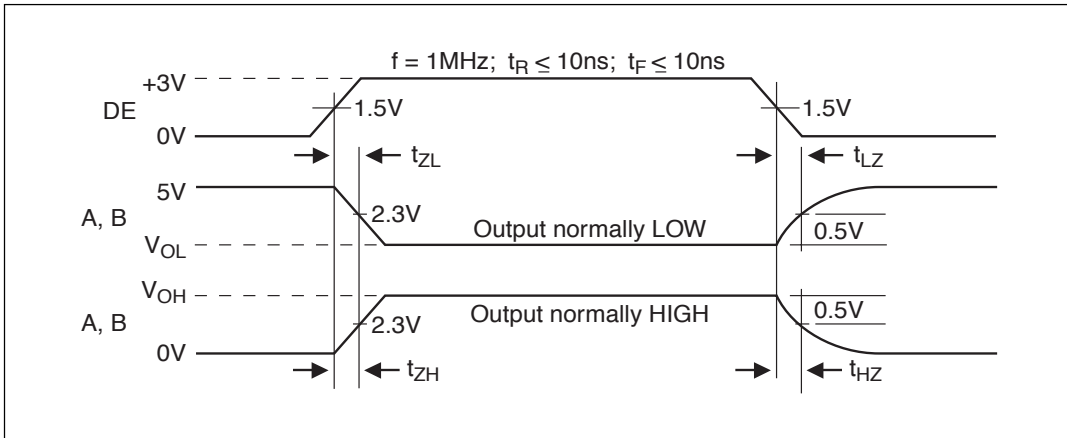 f = 1MHz; tR ≤ 10ns; tF ≤ 10ns
+3V
DE
1.5V
1.5V
0V
tZL
tLZ
5V
A, B
2.3V
Output normally LOW
0.5V
VOL
VOH
A, B
2.3V
Output normally HIGH
0.5V
0V
tZH
tHZ